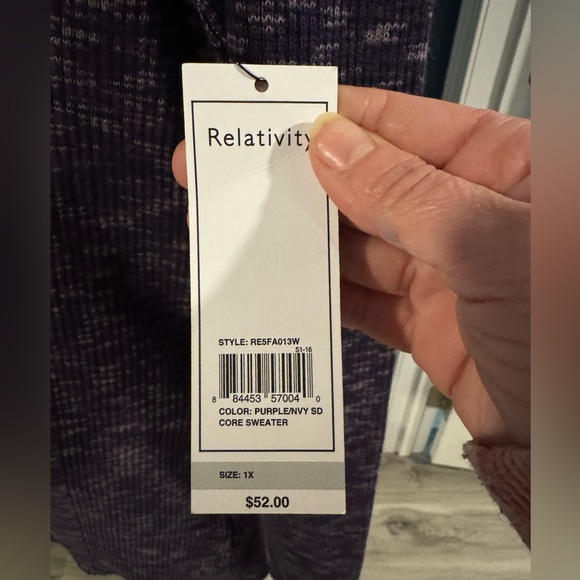 Relativity
STYLE: RE5FA013W
S1-16
8 84453 57004 0
COLOR: PURPLE/NVY SD
CORE SWEATER
SIZE: 1X
$52.00